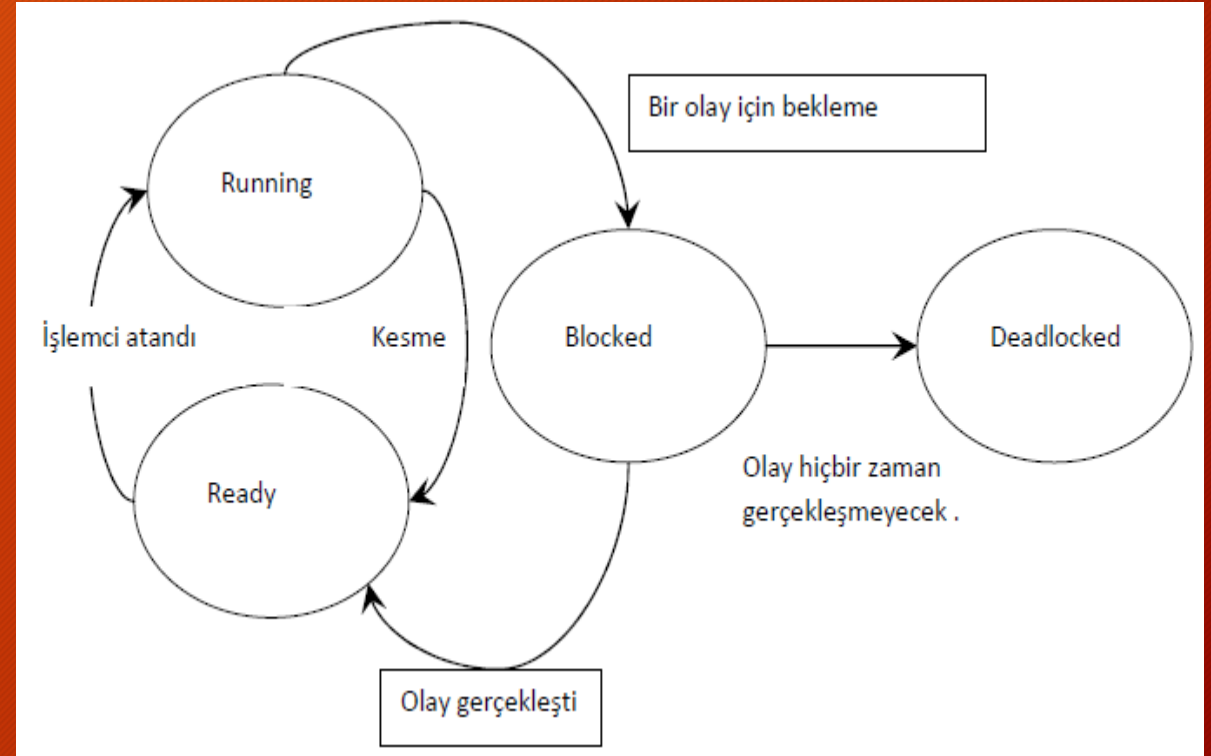 Bir olay için bekleme
Running
İşlemci atandı
Kesme
Blocked
Deadlocked
Olay hiçbir zaman
gerçekleşmeyecek .
Ready
Olay gerçekleşti